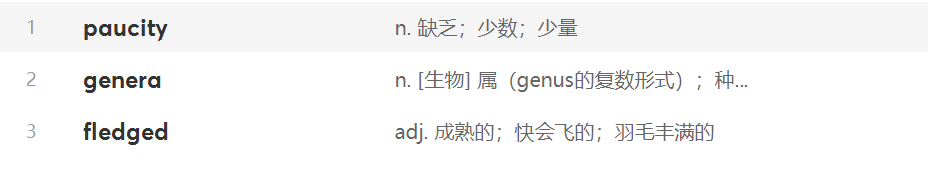 1 paucity n. 缺乏；少数；少量
2 genera n. [生物] 属（genus的复数形式）；种...
3 fledged adj. 成熟的；快会飞的；羽毛丰满的